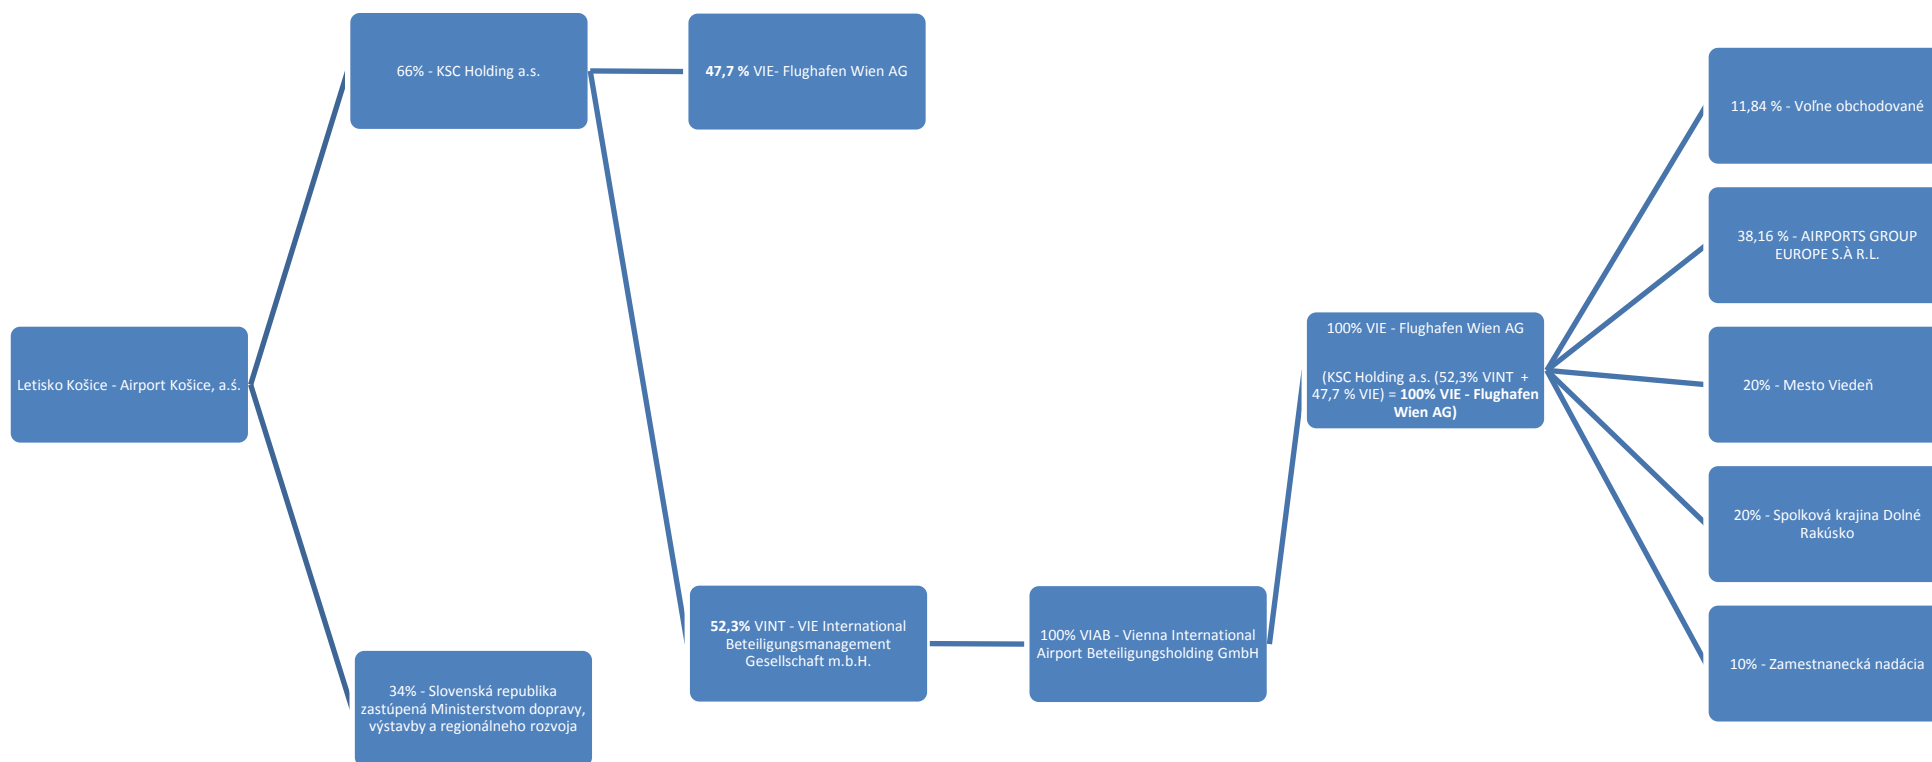 66% - KSC Holding a.s.
47,7 % VIE- Flughafen Wien AG
11,84 % - Voľne obchodované
38,16 % - AIRPORTS GROUP
EUROPE S.À R.L.
Letisko Košice - Airport Košice, a.ś.
100% VIE - Flughafen Wien AG
(KSC Holding a.s. (52,3% VINT +
47,7 % VIE) = 100% VIE - Flughafen
Wien AG)
20% - Mesto Viedeň
20% - Spolková krajina Dolné
Rakúsko
52,3% VINT - VIE International
Beteiligungsmanagement
Gesellschaft m.b.H.
100% VIAB - Vienna International
Airport Beteiligungsholding GmbH
10% - Zamestnanecká nadácia
34% - Slovenská republika
zastúpená Ministerstvom dopravy,
výstavby a regionálneho rozvoja